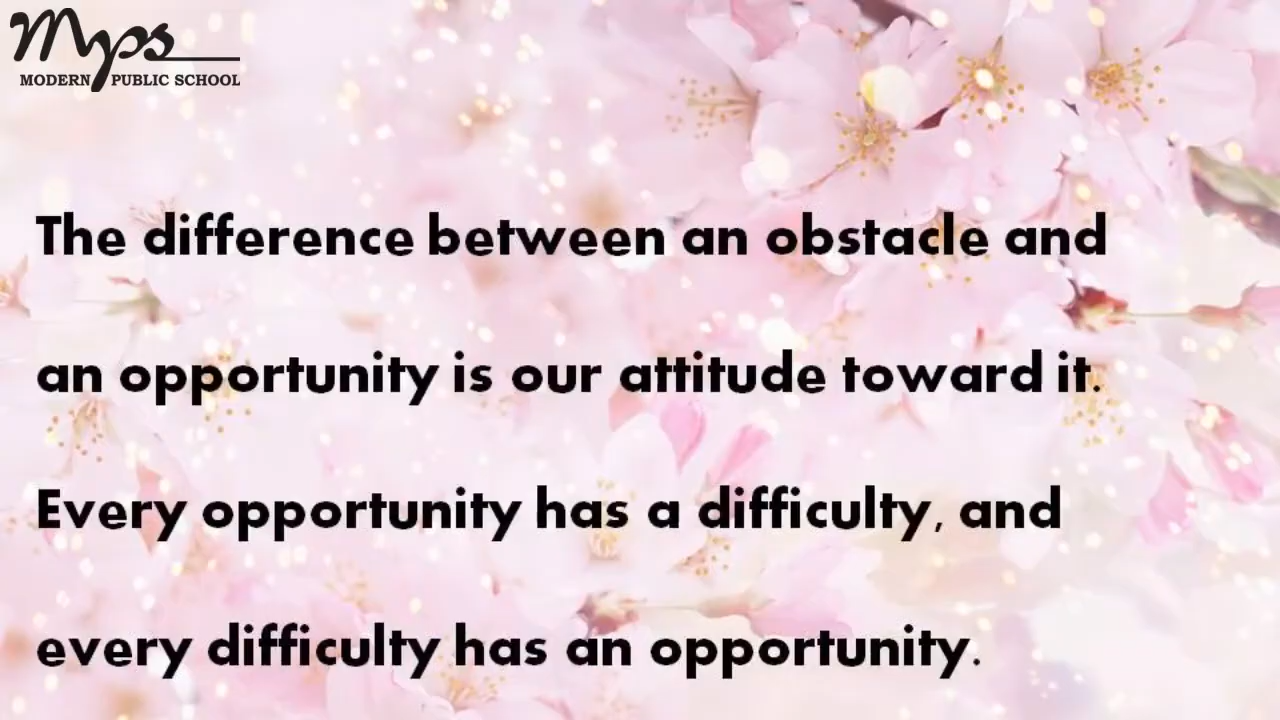 Myps
MODERN PUBLIC SCHOOL
The difference between an obstacle and
an opportunity is our attitude toward it.
Every opportunity has a difficulty, and
every difficulty has an opportunity.